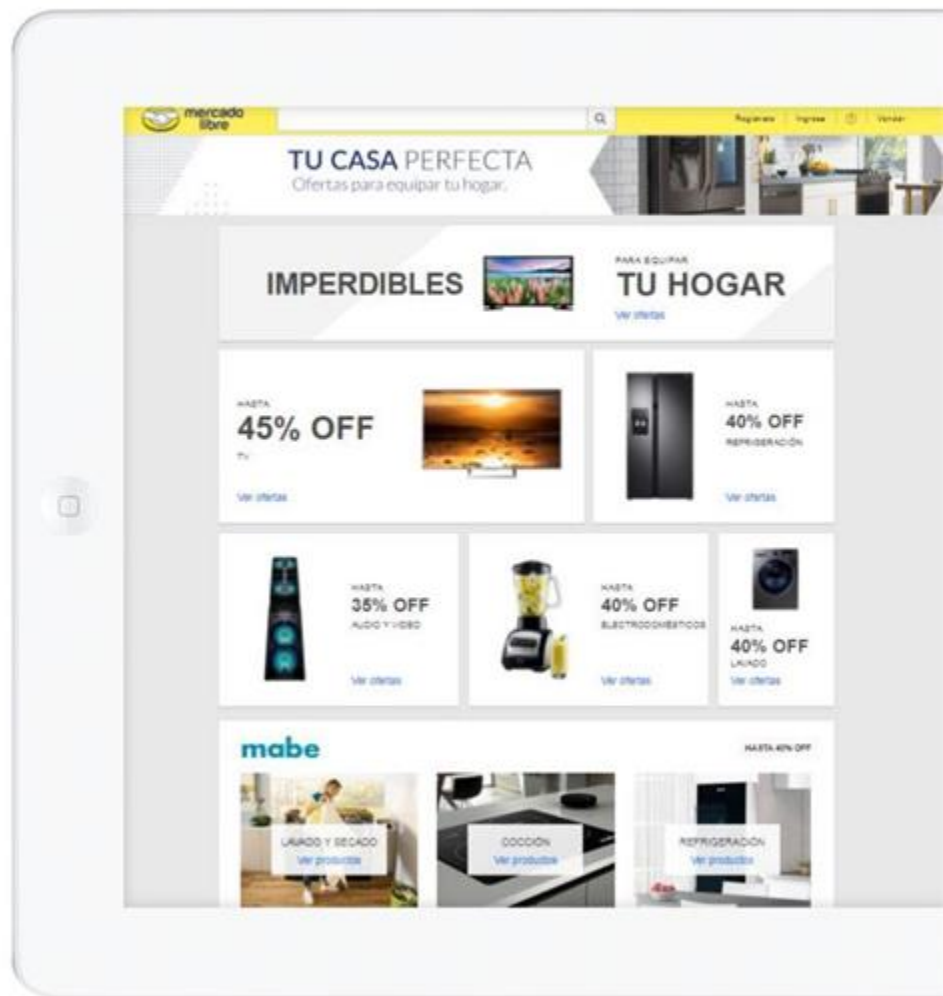 mercado
libre
Regístrate Ingresa Vender
TU CASA PERFECTA
Ofertas para equipar tu hogar.
IMPERDIBLES
PARA EQUIPAR
TU HOGAR
Ver ofertas
HASTA
45% OFF
TV
Ver ofertas
HASTA
40% OFF
REFRIGERACIÓN
Ver ofertas
HASTA
35% OFF
AUDIO Y VIDEO
Ver ofertas
HASTA
40% OFF
ELECTRODOMÉSTICOS
Ver ofertas
HASTA
40% OFF
LAVADO
Ver ofertas
mabe
HASTA 40% OFF
LAVADO Y SECADO
Ver productos
COCCIÓN
Ver productos
REFRIGERACIÓN
Ver productos